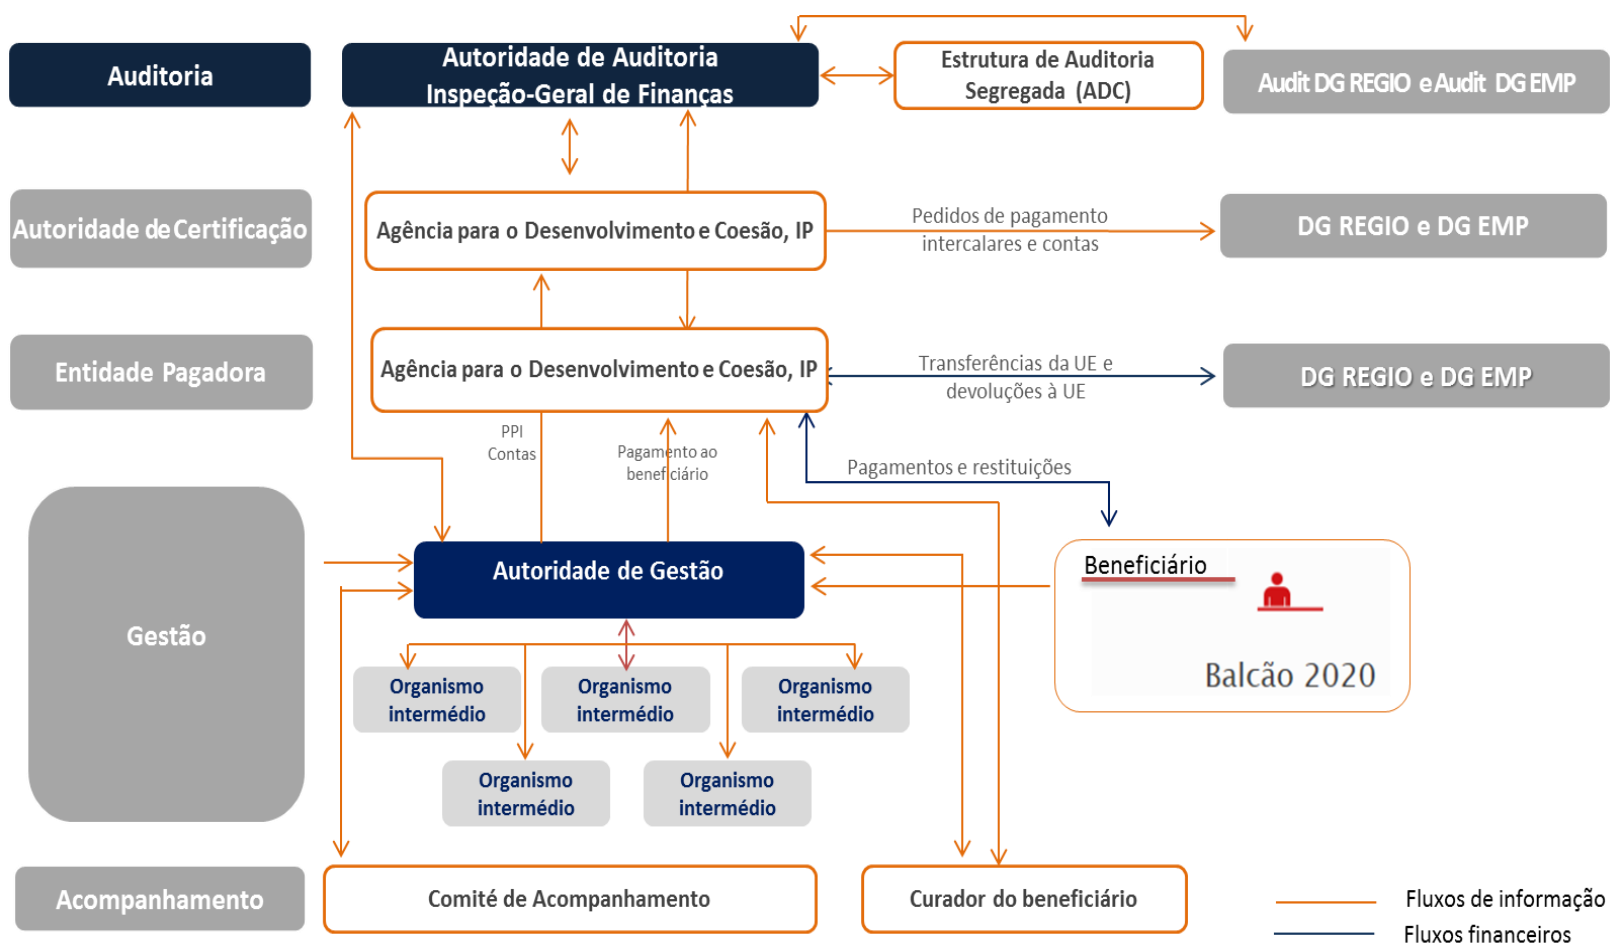 Auditoria
Autoridade de Auditoria
Inspeção-Geral de Finanças
Estrutura de Auditoria
Segregada (ADC)
Audit DG REGIO e Audit DG EMP
Autoridade de Certificação
Agência para o Desenvolvimento e Coesão, IP
Pedidos de pagamento
intercalares e contas
DG REGIO e DG EMP
Entidade Pagadora
Agência para o Desenvolvimento e Coesão, IP
Transferências da UE e
devoluções à UE
DG REGIO e DG EMP
PPI
Contas
Pagamento ao
beneficiário
Pagamentos e restituições
Gestão
Autoridade de Gestão
Beneficiário
Balcão 2020
Organismo
intermédio
Organismo
intermédio
Organismo
intermédio
Organismo
intermédio
Organismo
intermédio
Acompanhamento
Comité de Acompanhamento
Curador do beneficiário
Fluxos de informação
Fluxos financeiros